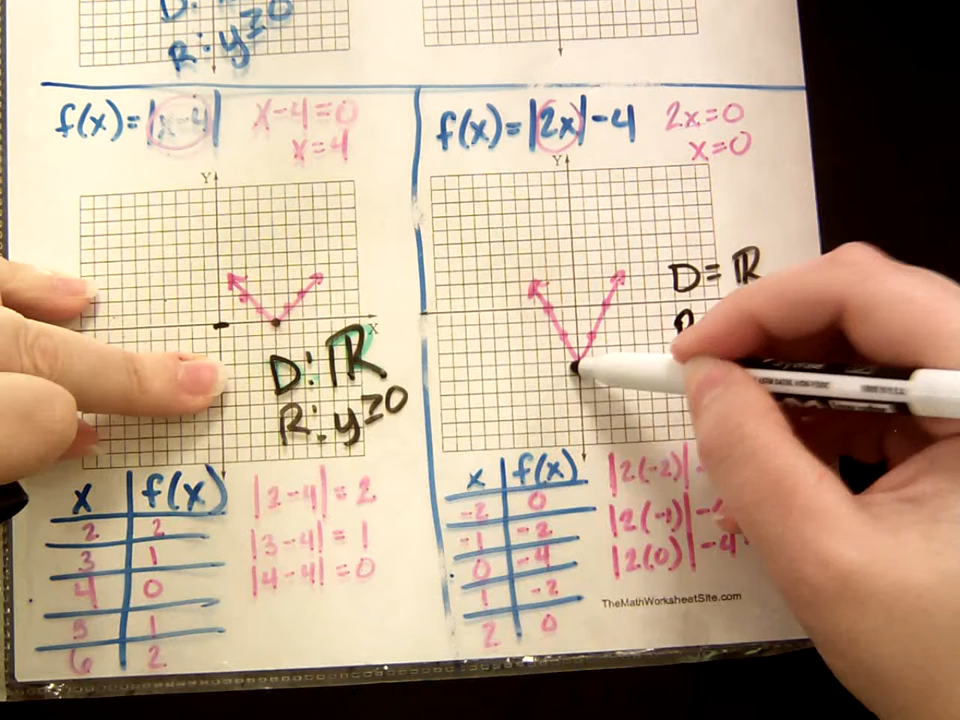 D:
R: y≥0
f(x)=|x-4|
x-4=0
x=4
Y
X
D: ℝ
R: y≥0
x f(x)
2 2
3 1
4 0
5 1
6 2
|2-4|=2
|3-4|=1
|4-4|=0
f(x)=|2x|-4
2x=0
x=0
Y
D=ℝ
x f(x)
-2 0
-1 -2
0 -4
1 -2
2 0
|2(-2)|-
|2(-1)|-
|2(0)|-4
TheMathWorksheetSite.com